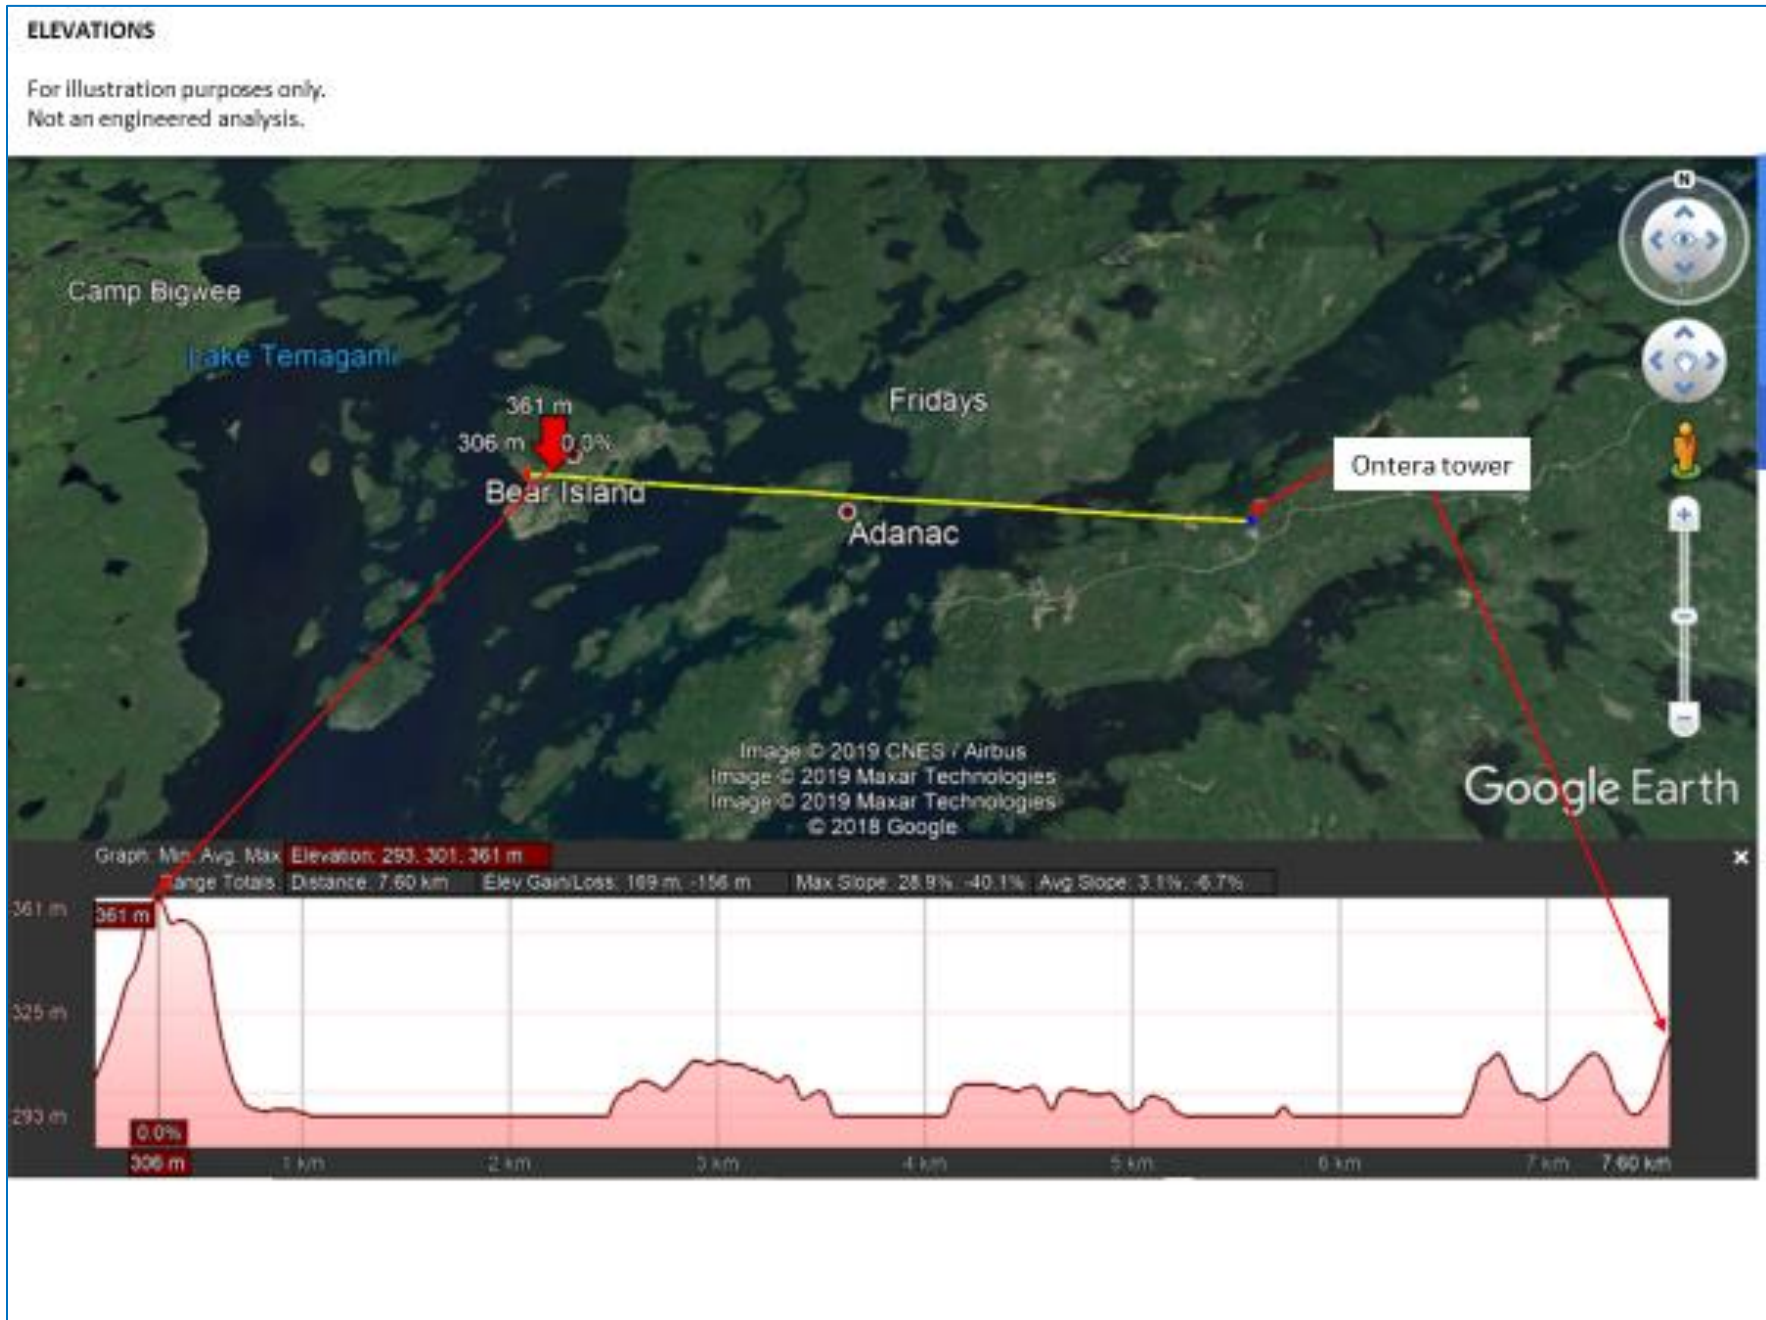 ELEVATIONS
For illustration purposes only.
Not an engineered analysis.
N
Camp Bigwee
Lake Temagami
Fridays
361 m
306 m 0.0%
Ontera tower
Bear Island
Adanac
Image © 2019 CNES / Airbus
Image © 2019 Maxar Technologies
Image © 2019 Maxar Technologies
© 2018 Google
Google Earth
Graph: Min, Avg, Max Elevation: 293, 301, 361 m
Range Totals: Distance: 7.60 km Elev Gain/Loss: 169 m, -156 m Max Slope: 28.9%, -40.1% Avg Slope: 3.1%, -6.7%
361 m
361 m
325 m
293 m
0.0%
306 m 1 km 2 km 3 km 4 km 5 km 6 km 7 km 7.60 km